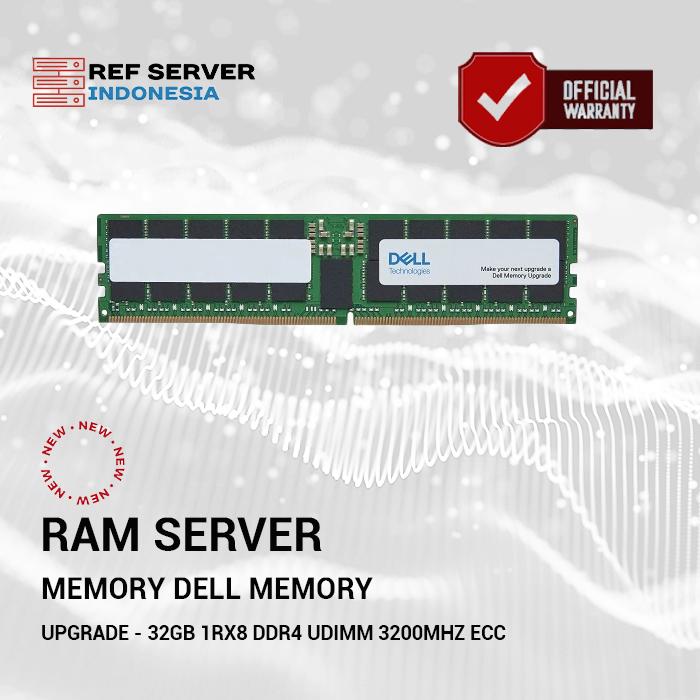 REF SERVER
INDONESIA
OFFICIAL
WARRANTY
DELL
Technologies
Make your next upgrade a
Dell Memory Upgrade
NEW • NEW • NEW • NEW • NEW •
RAM SERVER
MEMORY DELL MEMORY
UPGRADE - 32GB 1RX8 DDR4 UDIMM 3200MHZ ECC